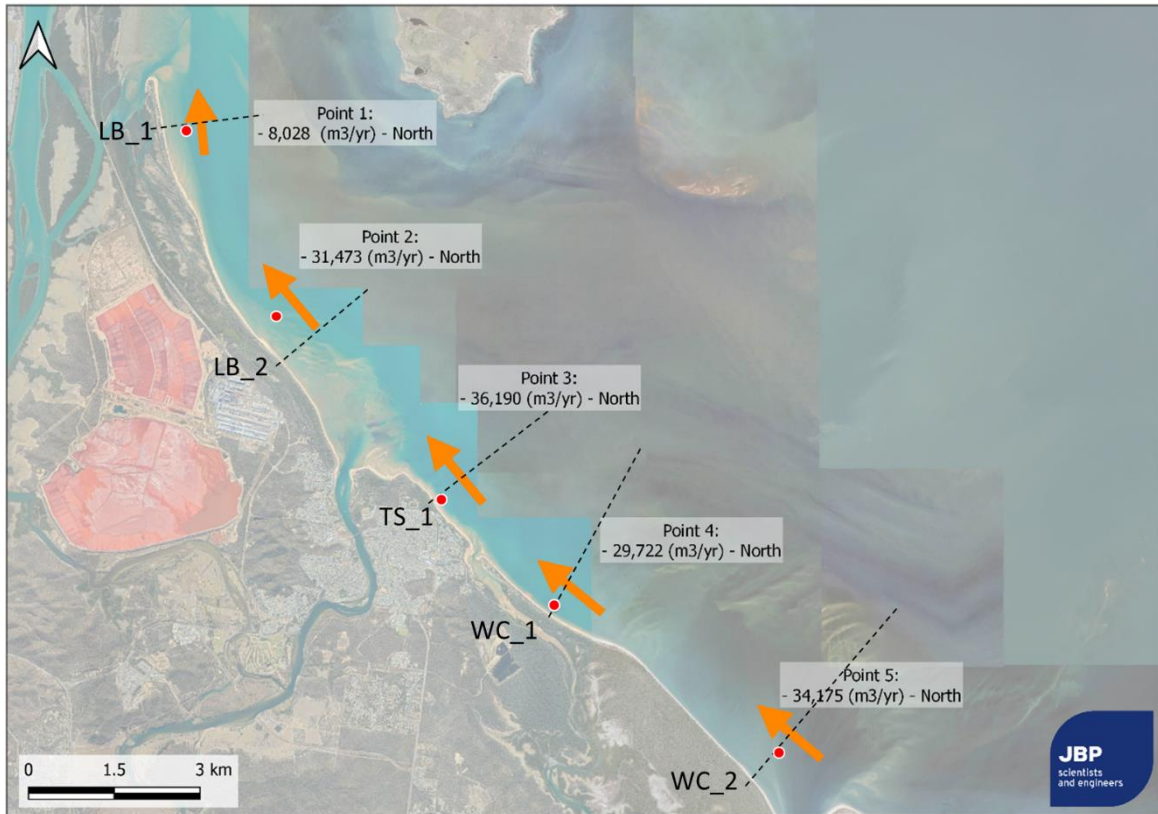 LB_1
Point 1:
- 8,028 (m3/yr) - North
Point 2:
- 31,473 (m3/yr) - North
LB_2
Point 3:
- 36,190 (m3/yr) - North
TS_1
Point 4:
- 29,722 (m3/yr) - North
WC_1
Point 5:
- 34,175 (m3/yr) - North
WC_2
0 1.5 3 km
JBP
scientists
and engineers